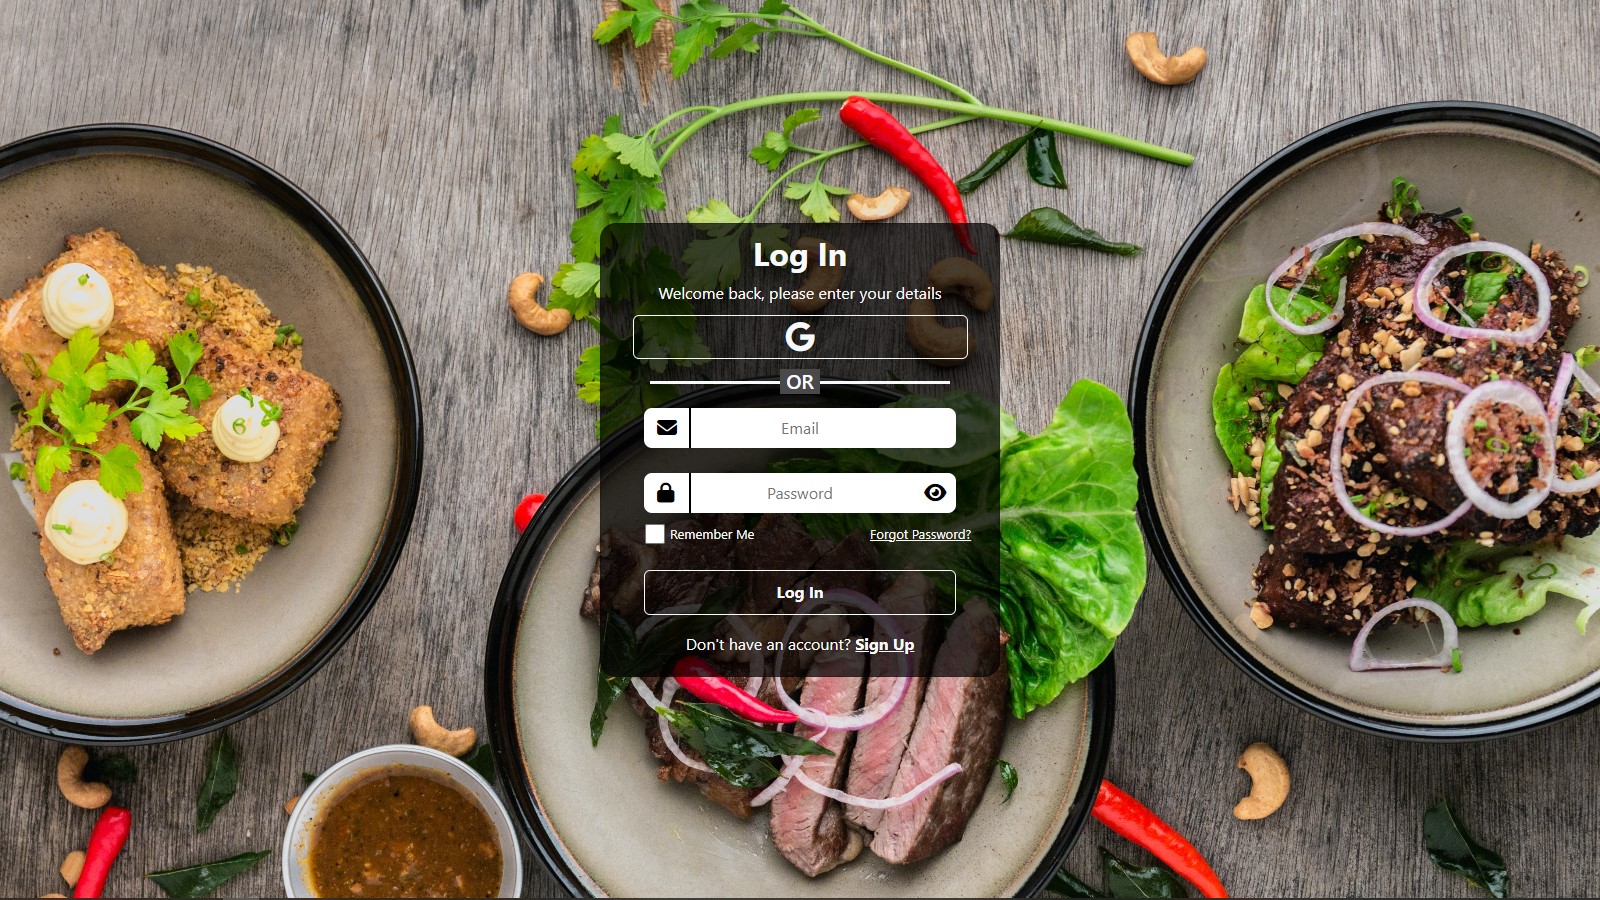 Log In
Welcome back, please enter your details
G
OR
Email
Password
Remember Me Forgot Password?
Log In
Don't have an account? Sign Up